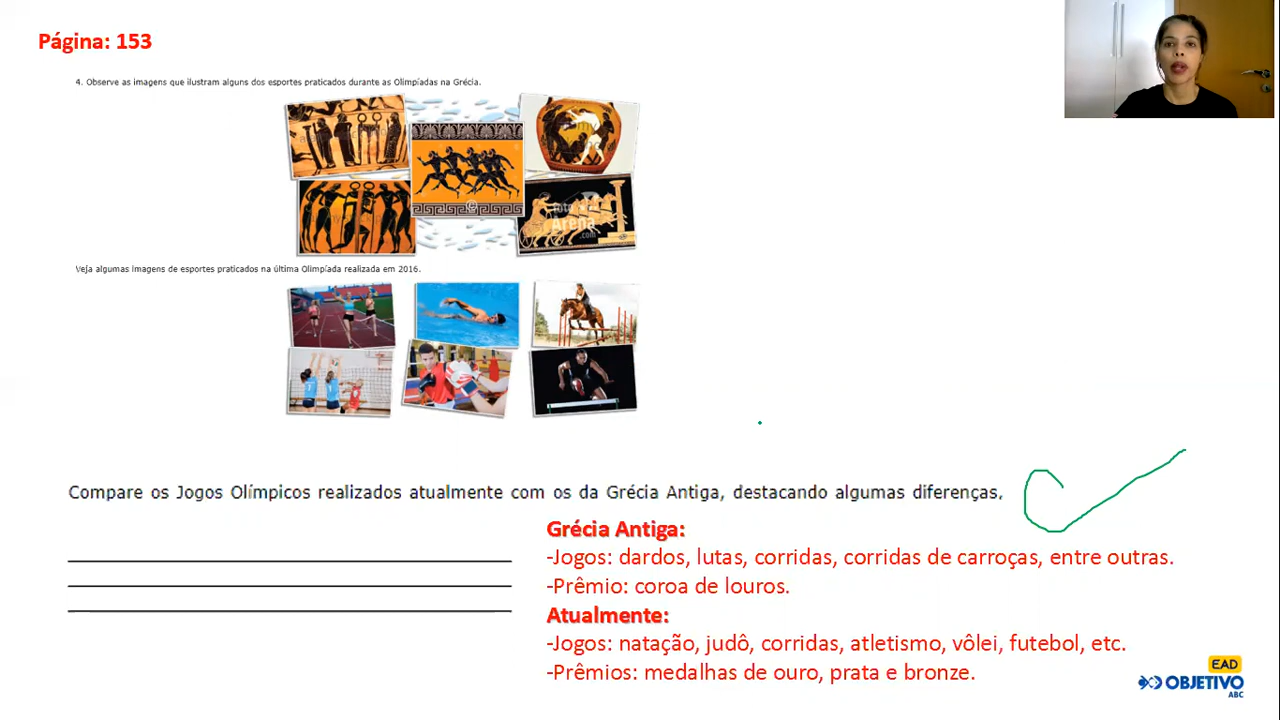 Página: 153
4. Observe as imagens que ilustram alguns dos esportes praticados durante as Olimpíadas na Grécia.
Arena
.com
Veja algumas imagens de esportes praticados na última Olimpíada realizada em 2016.
Compare os Jogos Olímpicos realizados atualmente com os da Grécia Antiga, destacando algumas diferenças,
Grécia Antiga:
-Jogos: dardos, lutas, corridas, corridas de carroças, entre outras.
-Prêmio: coroa de louros.
Atualmente:
-Jogos: natação, judô, corridas, atletismo, vôlei, futebol, etc.
-Prêmios: medalhas de ouro, prata e bronze.
EAD
OBJETIVO
ABC